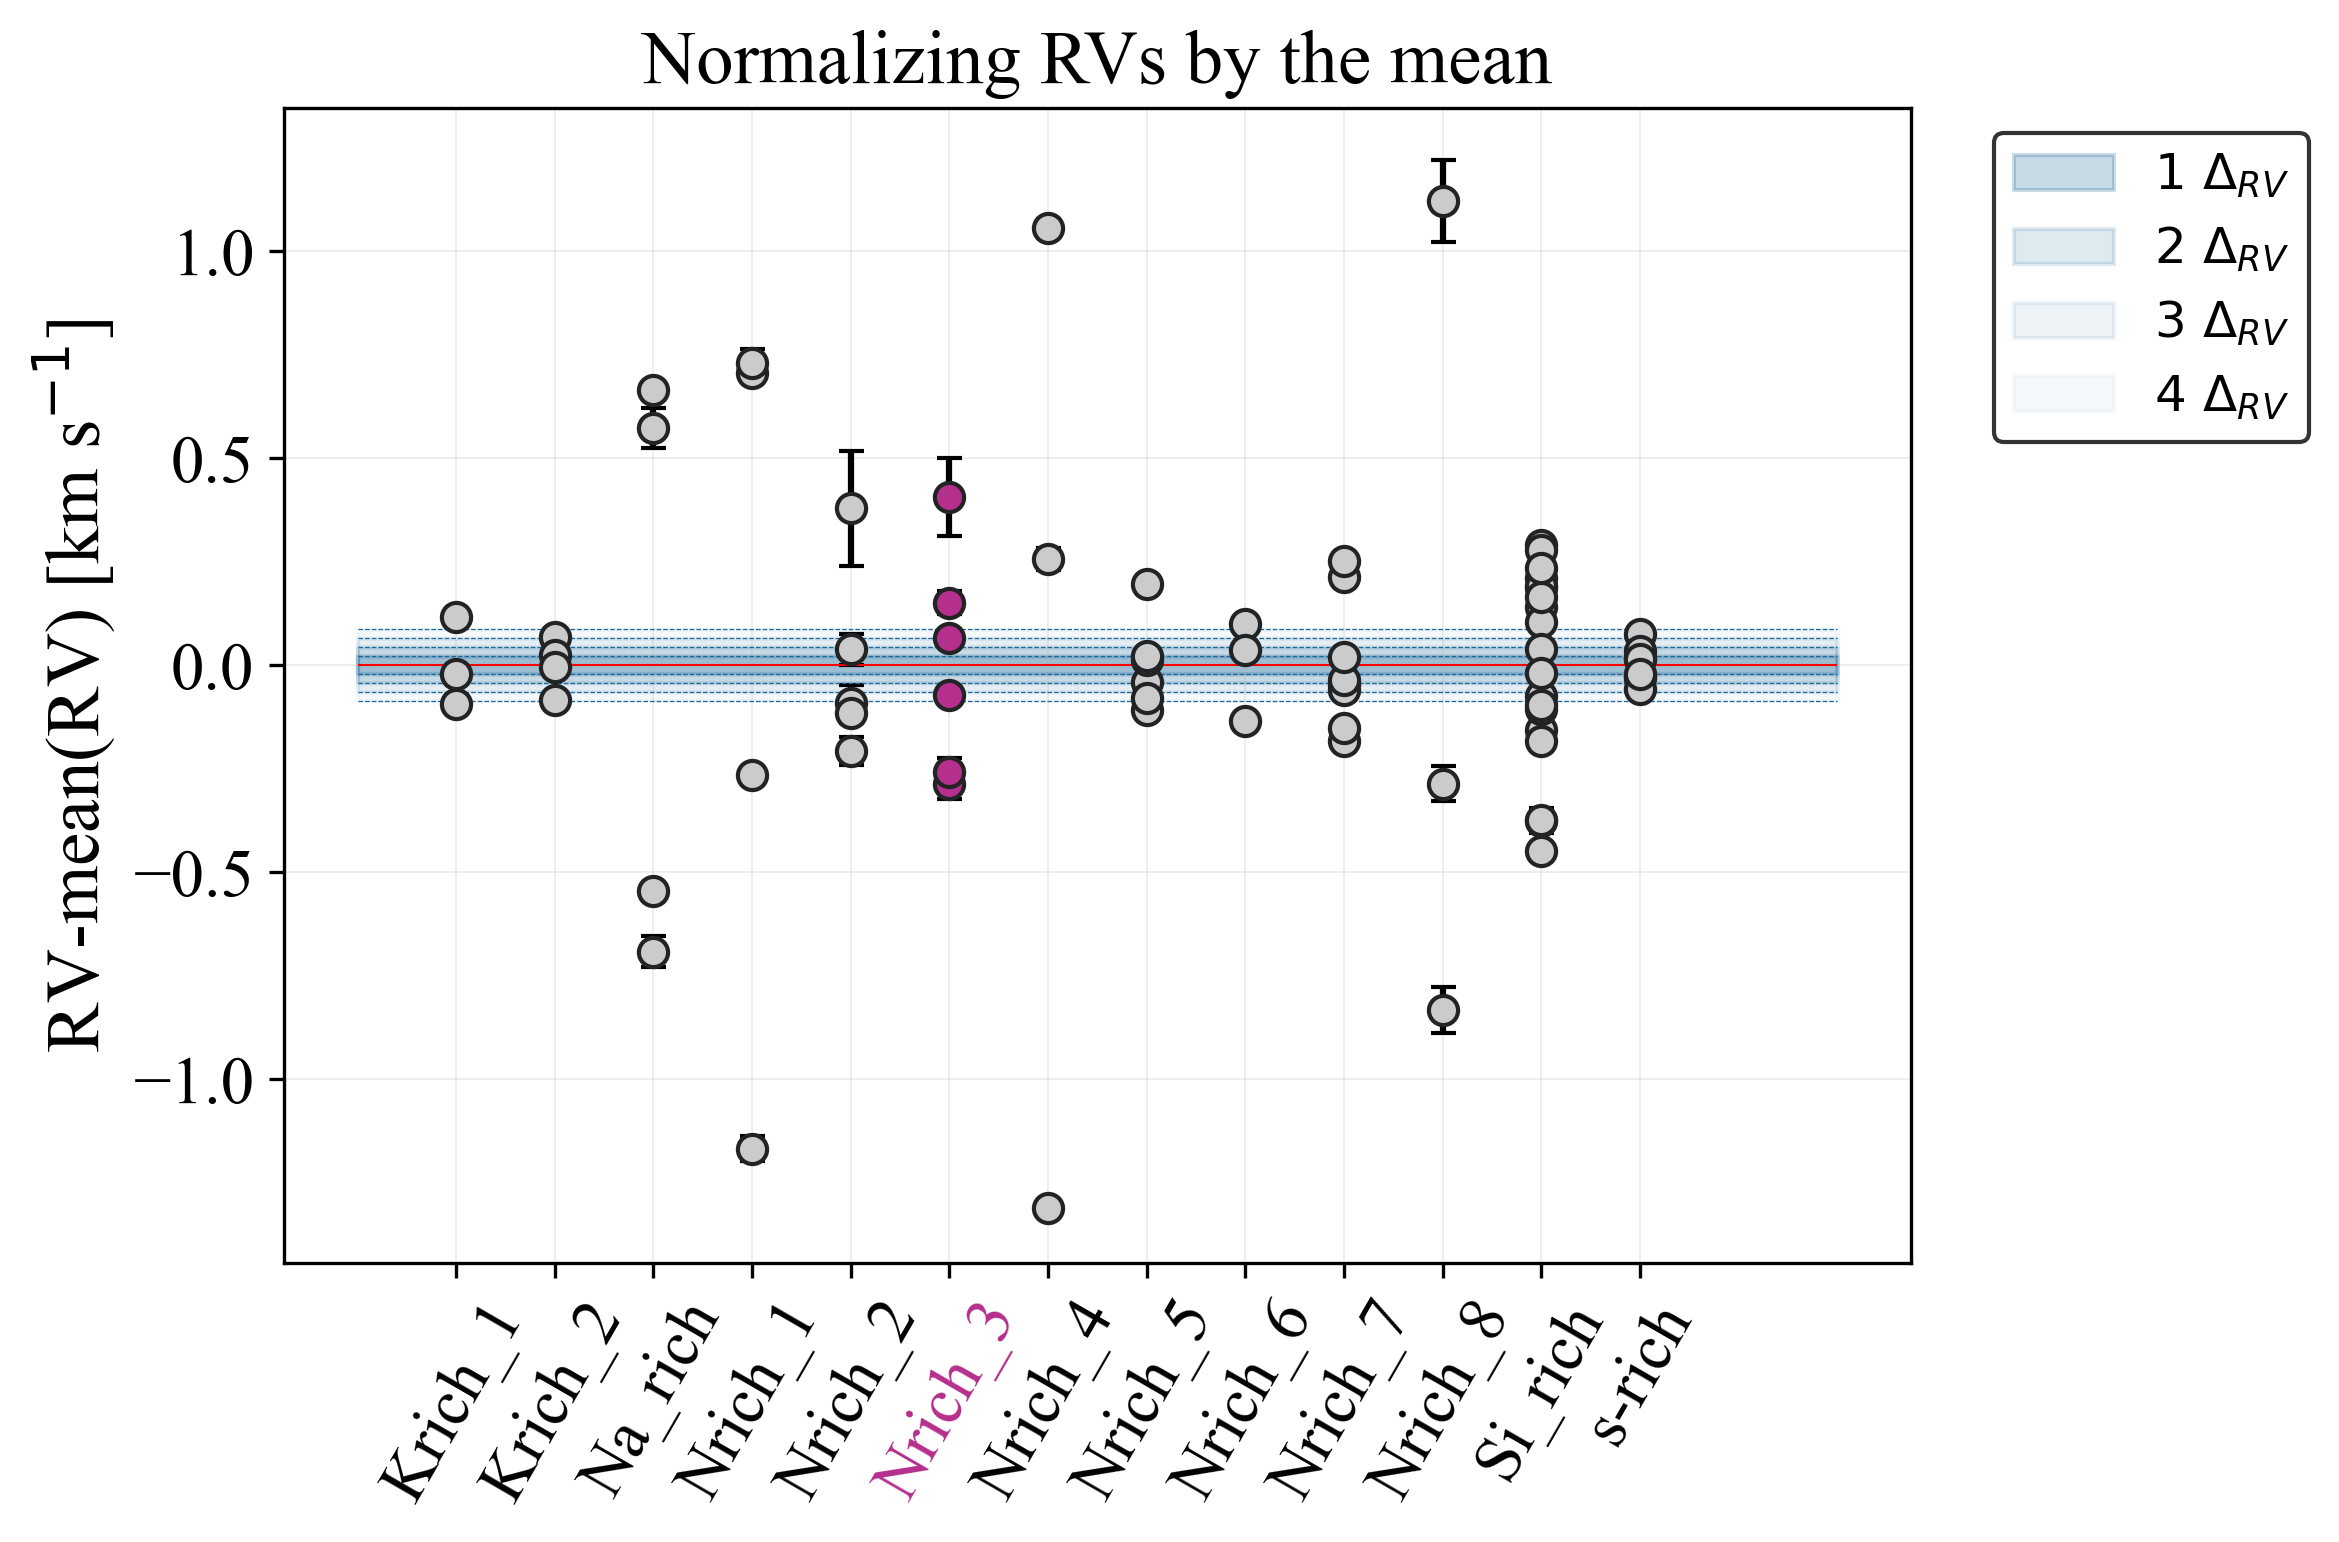 Normalizing RVs by the mean
RV-mean(RV) [km s⁻¹]
1.0
0.5
0.0
−0.5
−1.0
Krich_1
Krich_2
Na_rich
Nrich_1
Nrich_2
Nrich_3
Nrich_4
Nrich_5
Nrich_6
Nrich_7
Nrich_8
Si_rich
s-rich
1 Δ_RV
2 Δ_RV
3 Δ_RV
4 Δ_RV